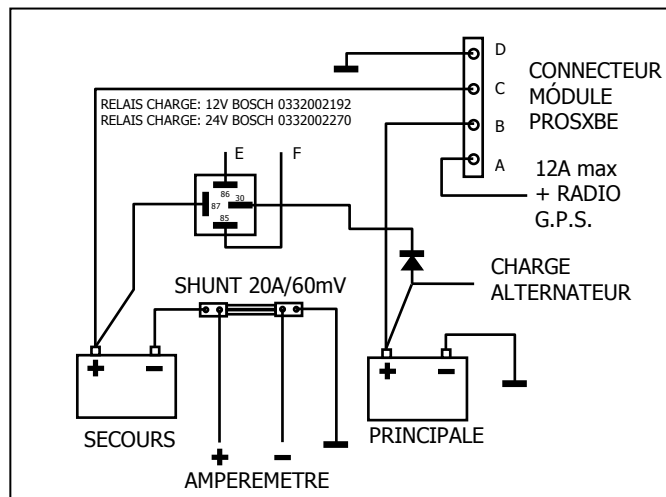 D
C
B
A
CONNECTEUR
MÓDULE
PROSXBE
12A max
+ RADIO
G.P.S.
RELAIS CHARGE: 12V BOSCH 0332002192
RELAIS CHARGE: 24V BOSCH 0332002270
E F
86
87 30
85
SHUNT 20A/60mV
CHARGE
ALTERNATEUR
+ -
SECOURS
+ -
PRINCIPALE
+ -
AMPEREMETRE